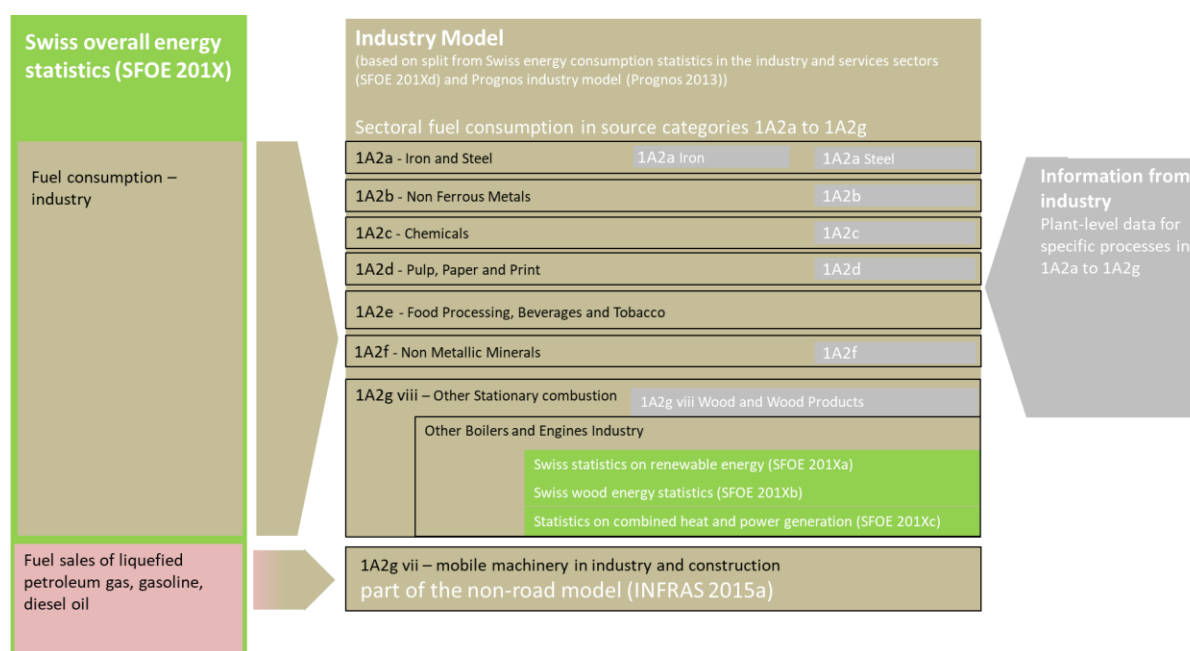 Swiss overall energy
statistics (SFOE 201X)
Fuel consumption –
industry
Fuel sales of liquefied
petroleum gas, gasoline,
diesel oil
Industry Model
(based on split from Swiss energy consumption statistics in the industry and services sectors
(SFOE 201Xd) and Prognos industry model (Prognos 2013))
Sectoral fuel consumption in source categories 1A2a to 1A2g
1A2a - Iron and Steel
1A2a Iron
1A2a Steel
1A2b - Non Ferrous Metals
1A2b
1A2c - Chemicals
1A2c
1A2d - Pulp, Paper and Print
1A2d
1A2e - Food Processing, Beverages and Tobacco
1A2f - Non Metallic Minerals
1A2f
1A2g viii – Other Stationary combustion
1A2g viii Wood and Wood Products
Other Boilers and Engines Industry
Swiss statistics on renewable energy (SFOE 201Xa)
Swiss wood energy statistics (SFOE 201Xb)
Statistics on combined heat and power generation (SFOE 201Xc)
1A2g vii – mobile machinery in industry and construction
part of the non-road model (INFRAS 2015a)
Information from
industry
Plant-level data for
specific processes in
1A2a to 1A2g